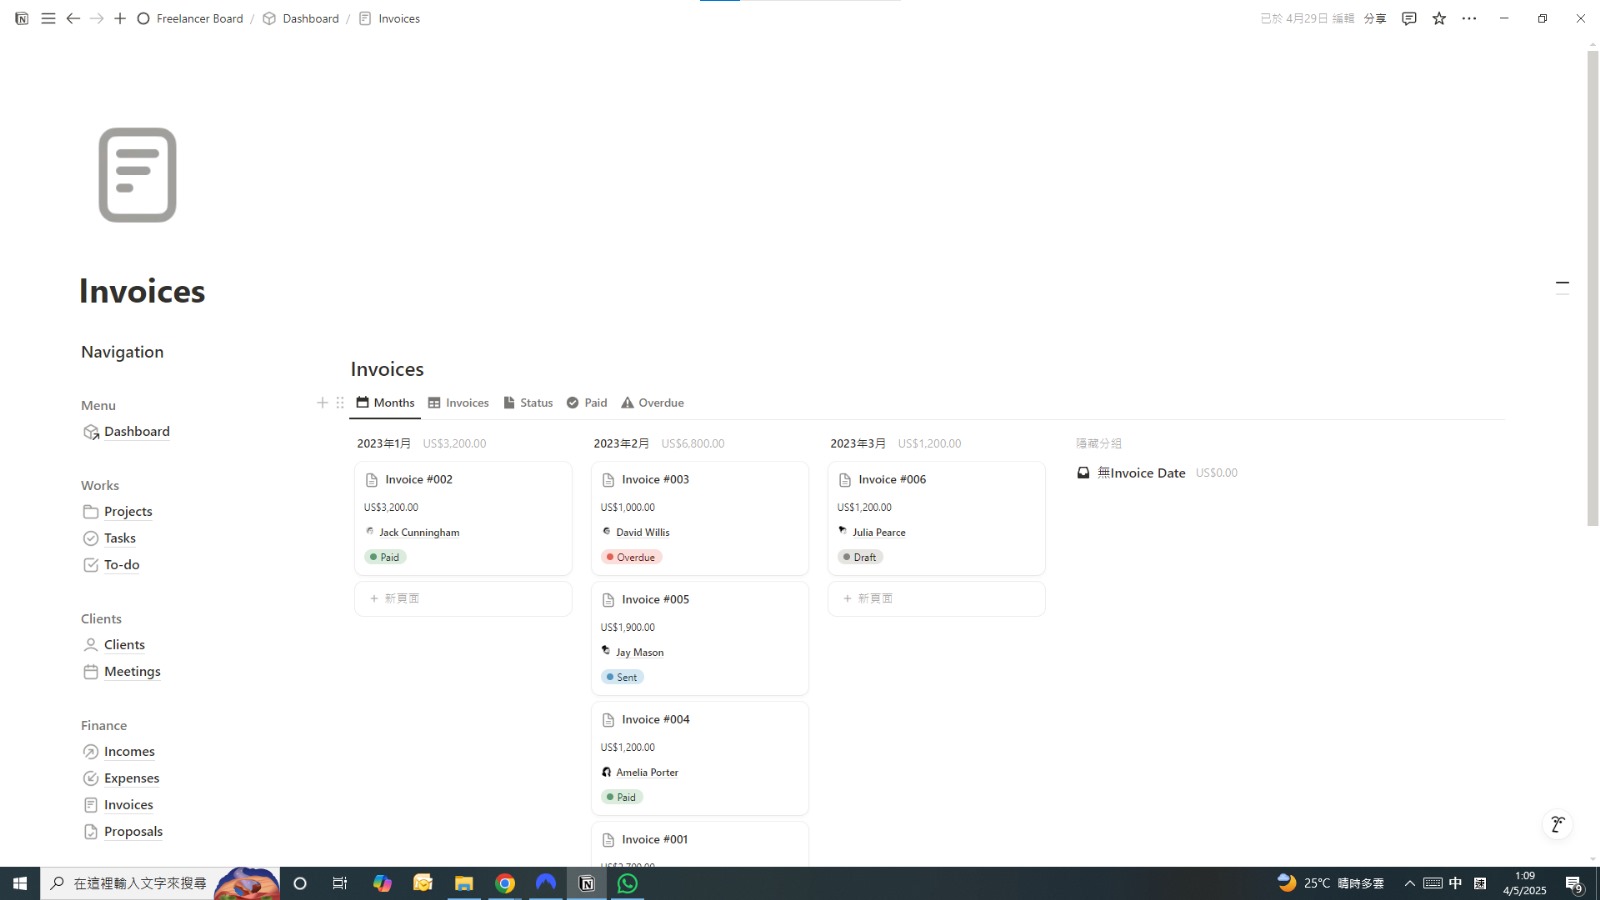 Freelancer Board / Dashboard / Invoices
已於 4月29日 編輯 分享
Invoices
Navigation
Menu
Dashboard
Works
Projects
Tasks
To-do
Clients
Clients
Meetings
Finance
Incomes
Expenses
Invoices
Proposals
Invoices
Months Invoices Status Paid Overdue
2023年1月 US$3,200.00
Invoice #002
US$3,200.00
Jack Cunningham
Paid
+ 新頁面
2023年2月 US$6,800.00
Invoice #003
US$1,000.00
David Willis
Overdue
Invoice #005
US$1,900.00
Jay Mason
Sent
Invoice #004
US$1,200.00
Amelia Porter
Paid
Invoice #001
US$2,700.00
2023年3月 US$1,200.00
Invoice #006
US$1,200.00
Julia Pearce
Draft
+ 新頁面
隱藏分組
無Invoice Date US$0.00
在這裡輸入文字來搜尋
25°C 晴時多雲
中
速
1:09
4/5/2025
9